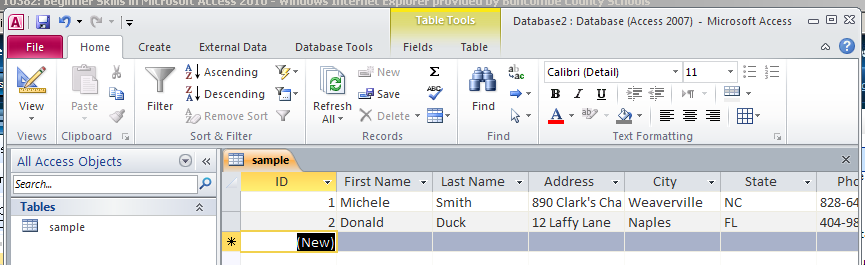 10382: Beginner Skills in Microsoft Access 2010 - Windows Internet Explorer provided by Buncombe County Schools
Table Tools
Database2 : Database (Access 2007) - Microsoft Access
File Home Create External Data Database Tools Fields Table
View
Views
Paste
Clipboard
Filter
Ascending
Descending
Remove Sort
Sort & Filter
Refresh
All
New
Save
Delete
Records
Find
Find
Calibri (Detail) 11
B I U
A
Text Formatting
All Access Objects
Search...
Tables
sample
sample
ID First Name Last Name Address City State Pho
1 Michele Smith 890 Clark's Cha Weaverville NC 828-64
2 Donald Duck 12 Laffy Lane Naples FL 404-98
(New)